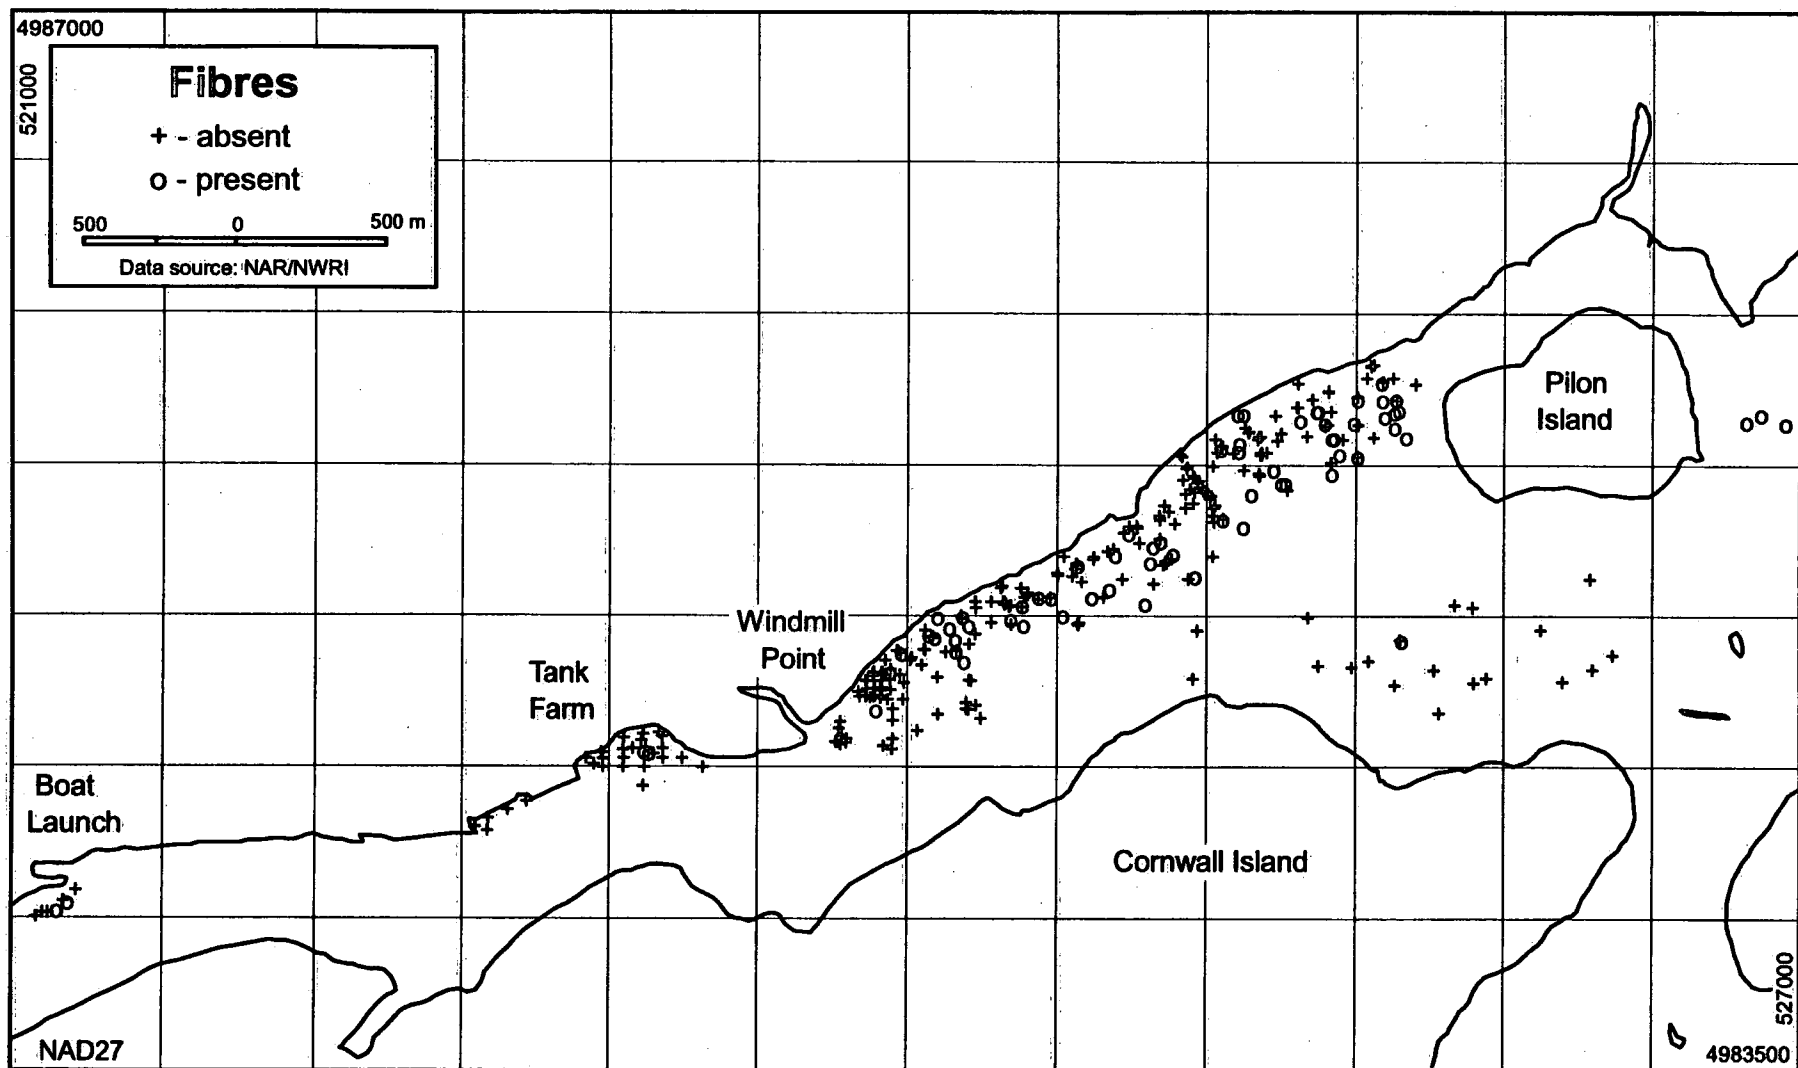 4987000
521000
Fibres
+ - absent
o - present
500 0 500 m
Data source: NAR/NWRI
Pilon
Island
Windmill
Point
Tank
Farm
Boat
Launch
Cornwall Island
527000
NAD27
4983500